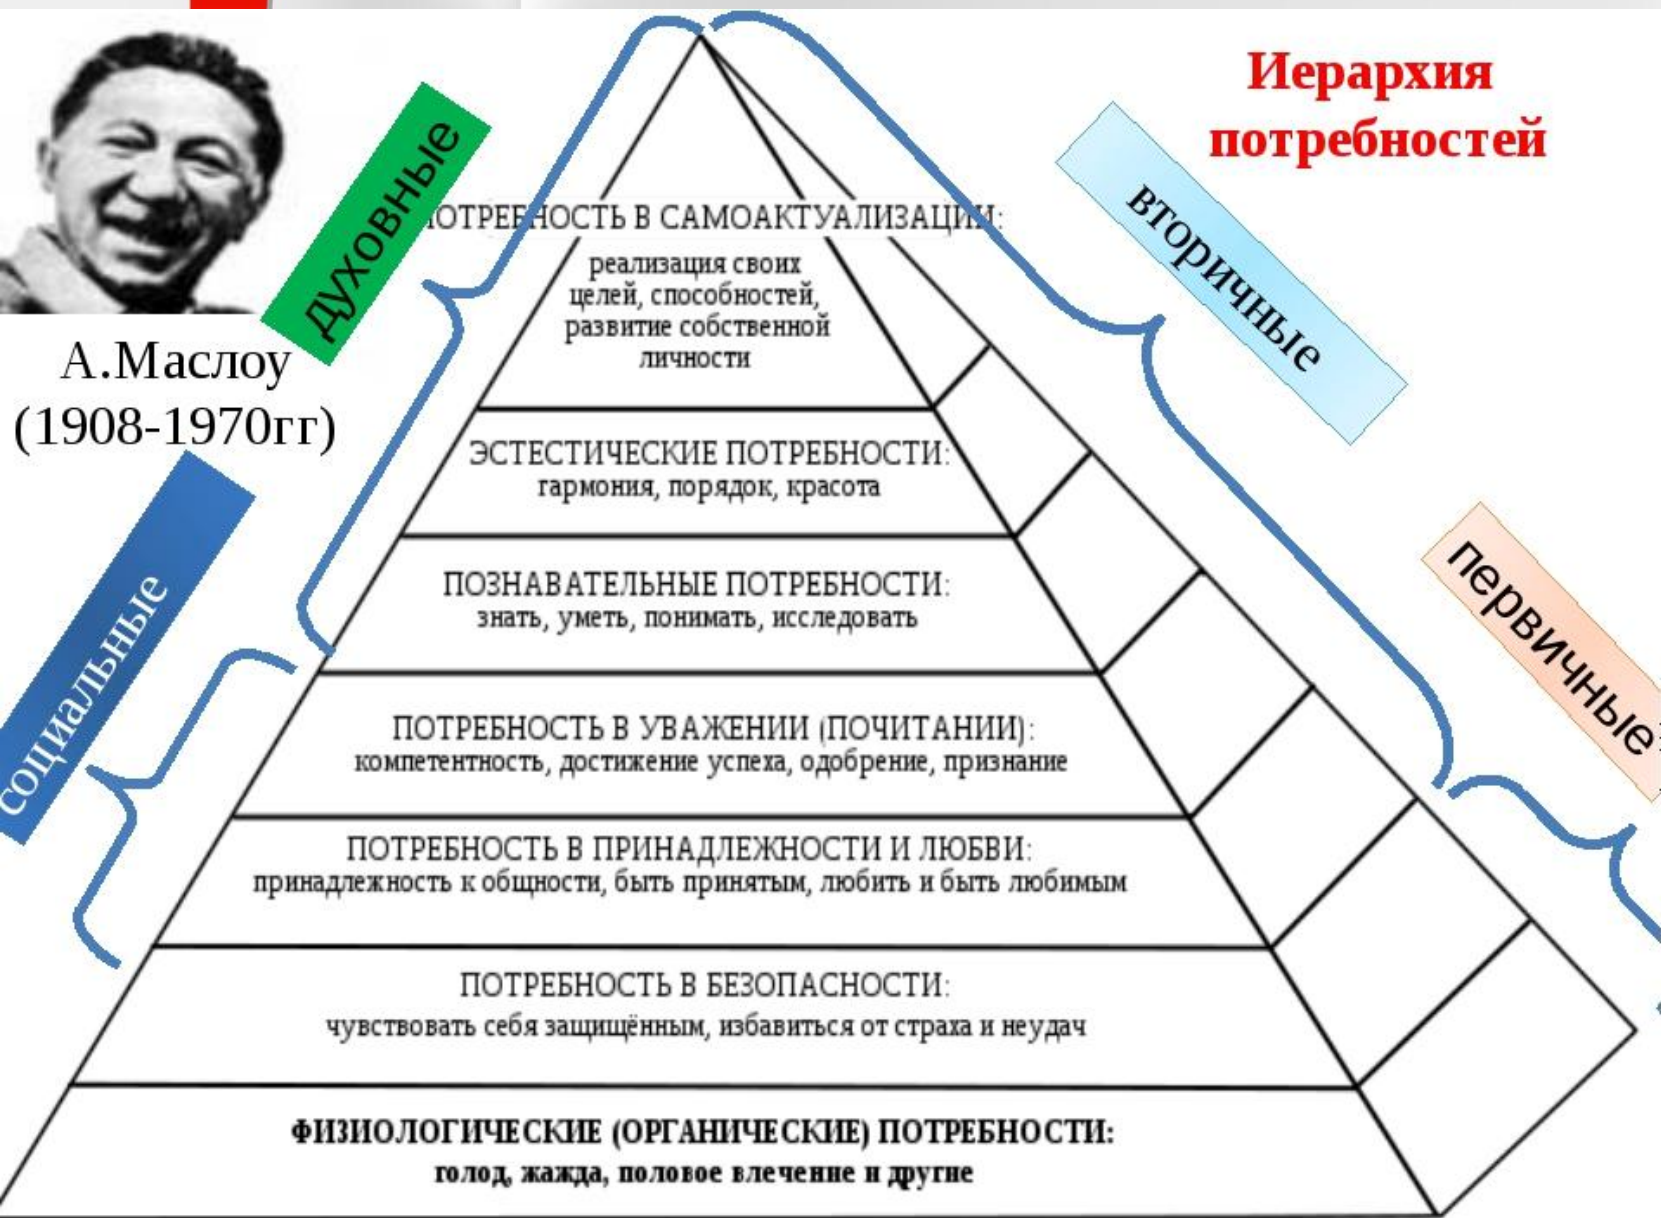 Иерархия
потребностей
А.Маслоу
(1908-1970гг)
духовные
социальные
вторичные
первичные
ПОТРЕБНОСТЬ В САМОАКТУАЛИЗАЦИИ:
реализация своих
целей, способностей,
развитие собственной
личности
ЭСТЕСТИЧЕСКИЕ ПОТРЕБНОСТИ:
гармония, порядок, красота
ПОЗНАВАТЕЛЬНЫЕ ПОТРЕБНОСТИ:
знать, уметь, понимать, исследовать
ПОТРЕБНОСТЬ В УВАЖЕНИИ (ПОЧИТАНИИ):
компетентность, достижение успеха, одобрение, признание
ПОТРЕБНОСТЬ В ПРИНАДЛЕЖНОСТИ И ЛЮБВИ:
принадлежность к общности, быть принятым, любить и быть любимым
ПОТРЕБНОСТЬ В БЕЗОПАСНОСТИ:
чувствовать себя защищённым, избавиться от страха и неудач
ФИЗИОЛОГИЧЕСКИЕ (ОРГАНИЧЕСКИЕ) ПОТРЕБНОСТИ:
голод, жажда, половое влечение и другие